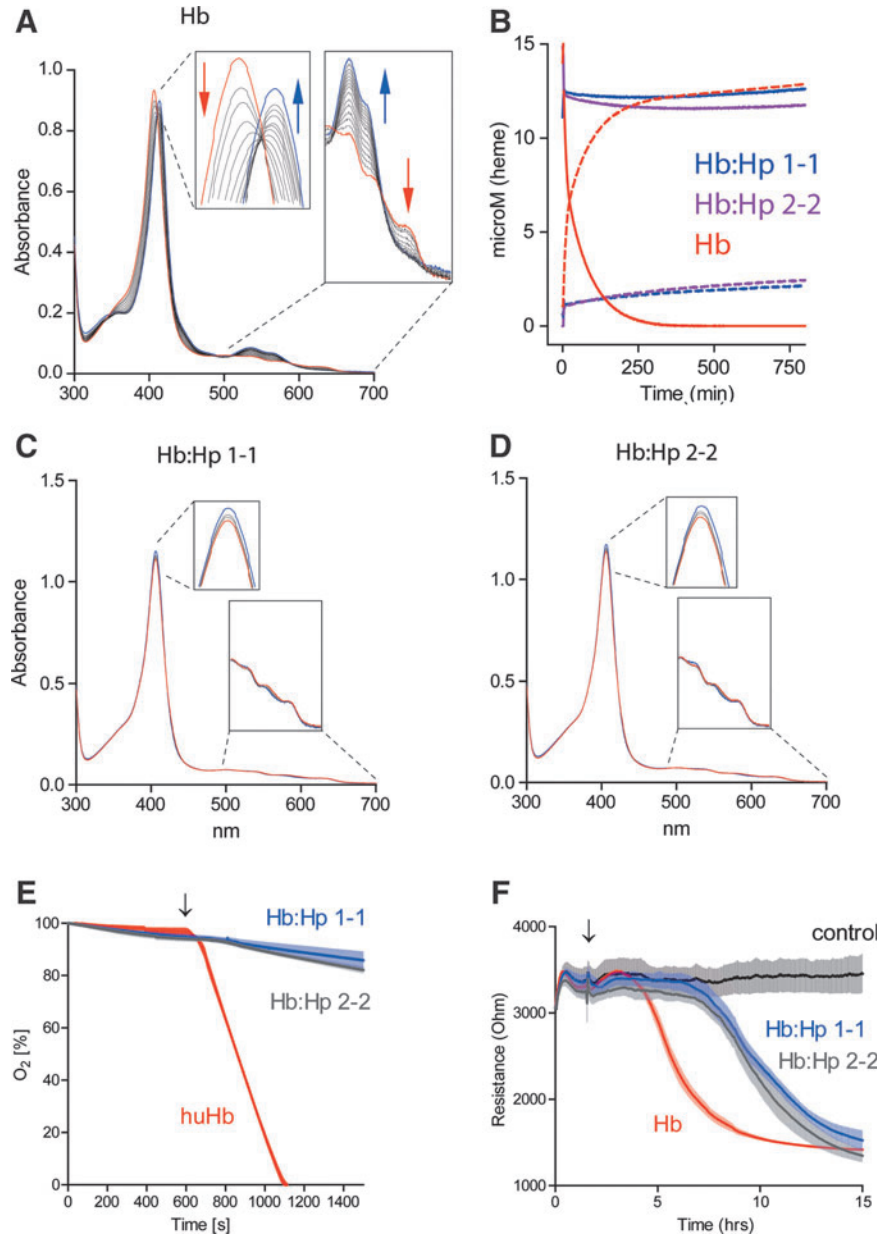 A
Hb
1.0
0.8
0.6
0.4
0.2
0.0
Absorbance
300
400
500
600
700
B
15
10
5
0
microM (heme)
Hb:Hp 1-1
Hb:Hp 2-2
Hb
0
250
500
750
Time (min)
C
Hb:Hp 1-1
1.5
1.0
0.5
0.0
Absorbance
300
400
500
600
700
nm
D
Hb:Hp 2-2
1.5
1.0
0.5
0.0
300
400
500
600
700
nm
E
100
80
60
40
20
0
O2 [%]
↓
Hb:Hp 1-1
Hb:Hp 2-2
huHb
0
200
400
600
800
1000
1200
1400
Time [s]
F
4000
3000
2000
1000
Resistance (Ohm)
↓
control
Hb:Hp 1-1
Hb:Hp 2-2
Hb
0
5
10
15
Time (hrs)